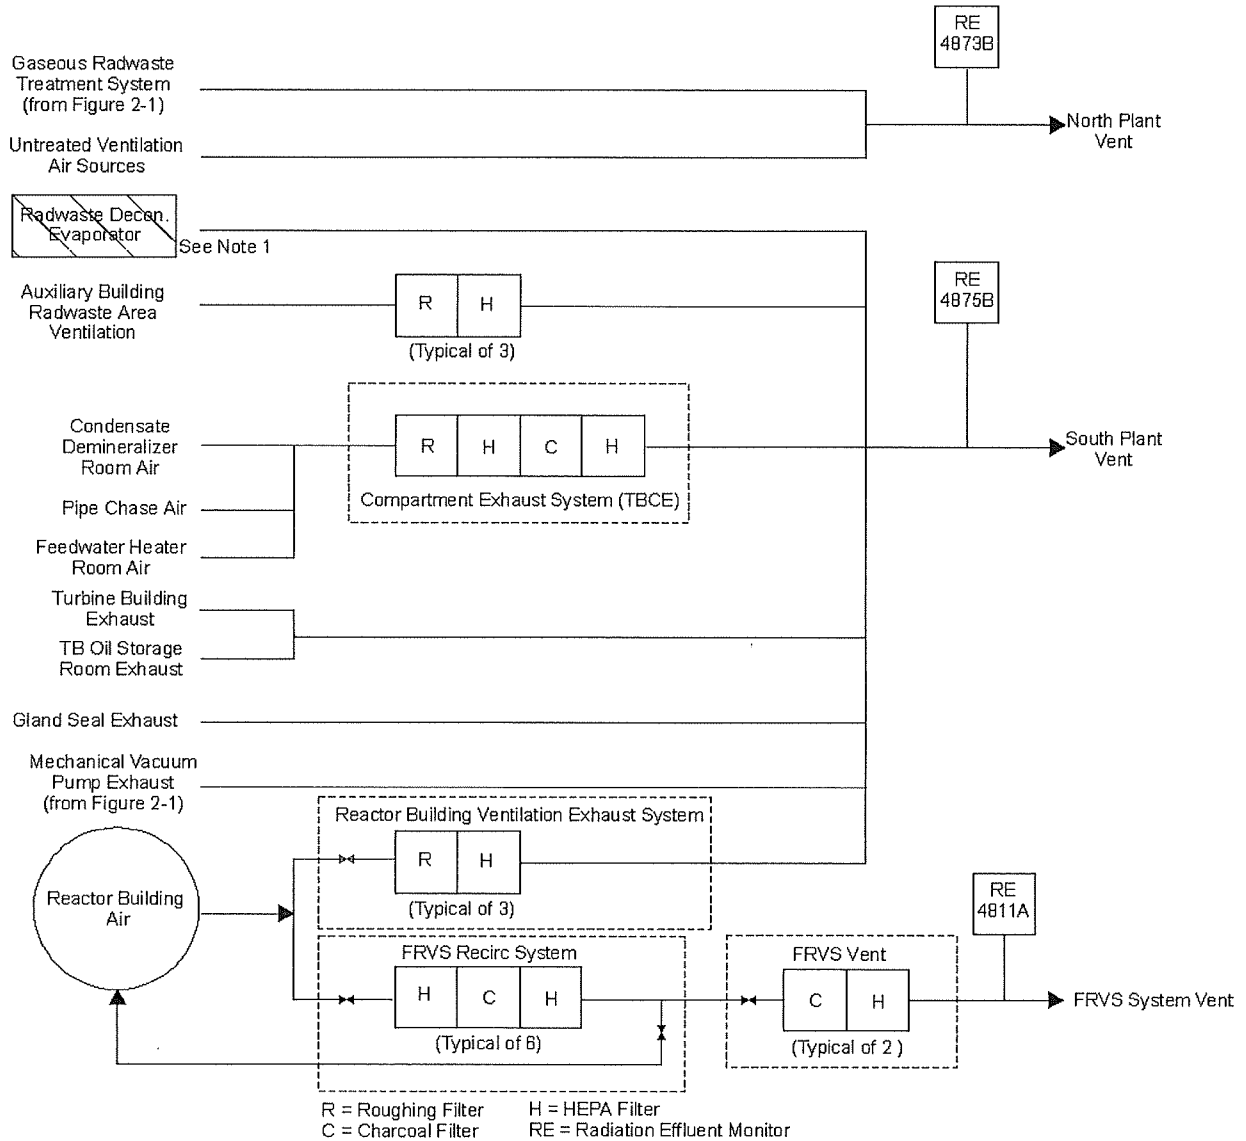 RE
4873B
Gaseous Radwaste
Treatment System
(from Figure 2-1)
North Plant
Vent
Untreated Ventilation
Air Sources
Radwaste Decon.
Evaporator
See Note 1
RE
4875B
Auxiliary Building
Radwaste Area
Ventilation
R H
(Typical of 3)
Condensate
Demineralizer
Room Air
R H C H
South Plant
Vent
Compartment Exhaust System (TBCE)
Pipe Chase Air
Feedwater Heater
Room Air
Turbine Building
Exhaust
TB Oil Storage
Room Exhaust
Gland Seal Exhaust
Mechanical Vacuum
Pump Exhaust
(from Figure 2-1)
Reactor Building Ventilation Exhaust System
R H
(Typical of 3)
Reactor Building
Air
RE
4811A
FRVS Recirc System
H C H
(Typical of 6)
FRVS Vent
C H
(Typical of 2 )
FRVS System Vent
R = Roughing Filter
H = HEPA Filter
C = Charcoal Filter
RE = Radiation Effluent Monitor